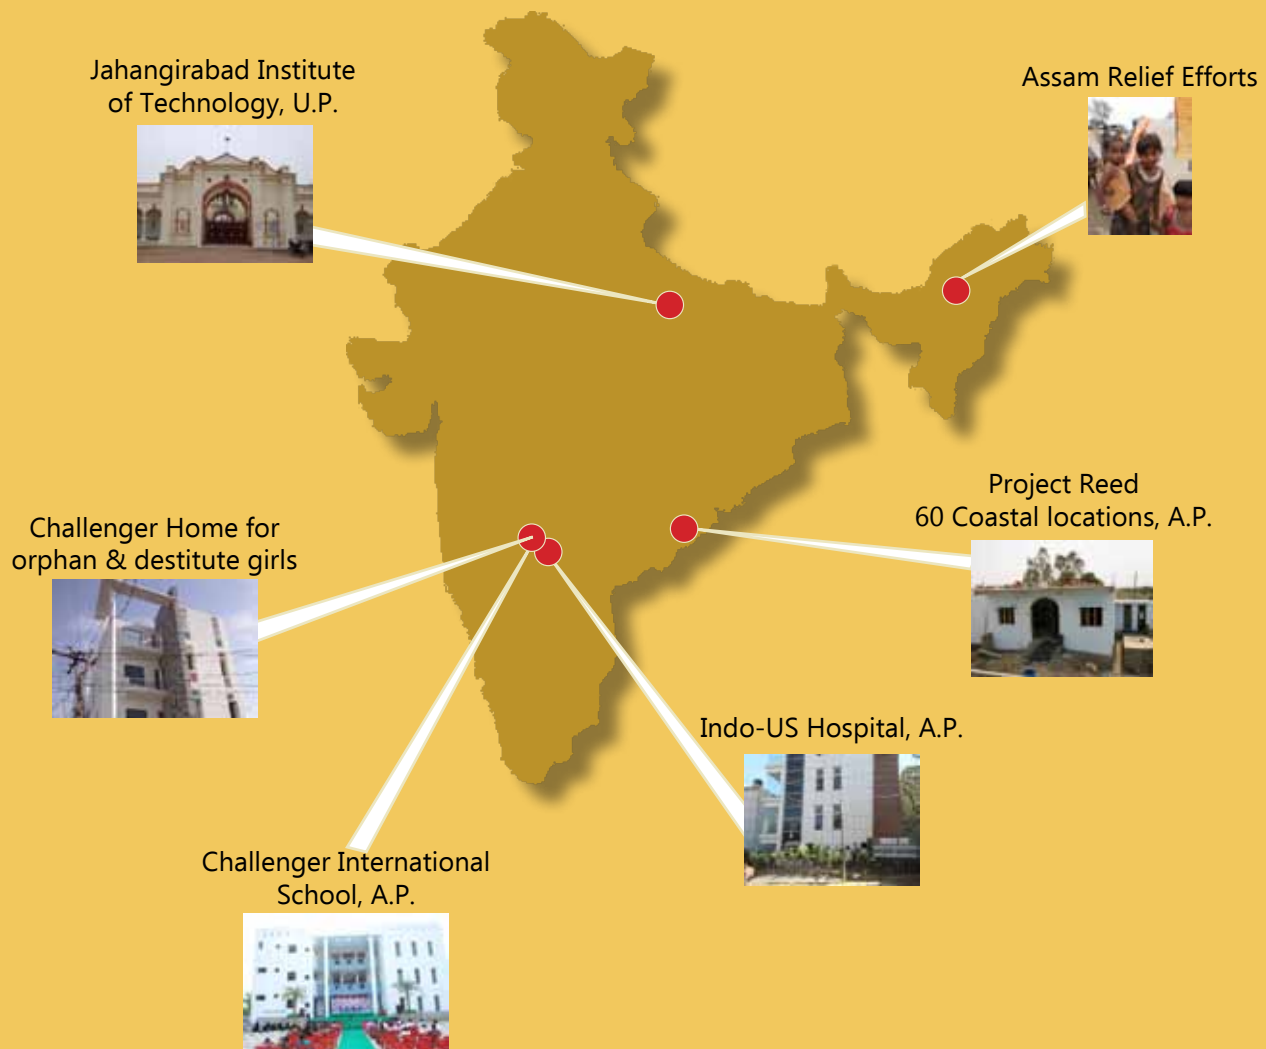 Jahangirabad Institute
of Technology, U.P.
Assam Relief Efforts
Project Reed
60 Coastal locations, A.P.
Challenger Home for
orphan & destitute girls
Indo-US Hospital, A.P.
Challenger International
School, A.P.